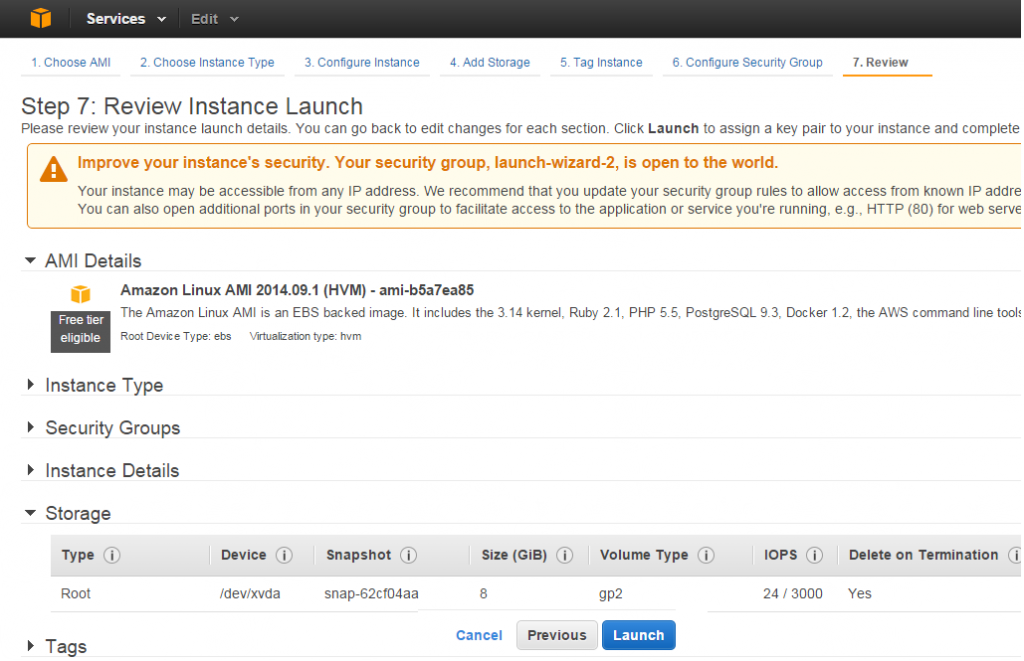 Services Edit
1. Choose AMI 2. Choose Instance Type 3. Configure Instance 4. Add Storage 5. Tag Instance 6. Configure Security Group 7. Review
Step 7: Review Instance Launch
Please review your instance launch details. You can go back to edit changes for each section. Click Launch to assign a key pair to your instance and complete
Improve your instance's security. Your security group, launch-wizard-2, is open to the world.
Your instance may be accessible from any IP address. We recommend that you update your security group rules to allow access from known IP addre
You can also open additional ports in your security group to facilitate access to the application or service you're running, e.g., HTTP (80) for web serve
AMI Details
Amazon Linux AMI 2014.09.1 (HVM) - ami-b5a7ea85
Free tier eligible
The Amazon Linux AMI is an EBS backed image. It includes the 3.14 kernel, Ruby 2.1, PHP 5.5, PostgreSQL 9.3, Docker 1.2, the AWS command line tools
Root Device Type: ebs Virtualization type: hvm
Instance Type
Security Groups
Instance Details
Storage
Type Device Snapshot Size (GiB) Volume Type IOPS Delete on Termination
Root /dev/xvda snap-62cf04aa 8 gp2 24 / 3000 Yes
Cancel Previous Launch
Tags